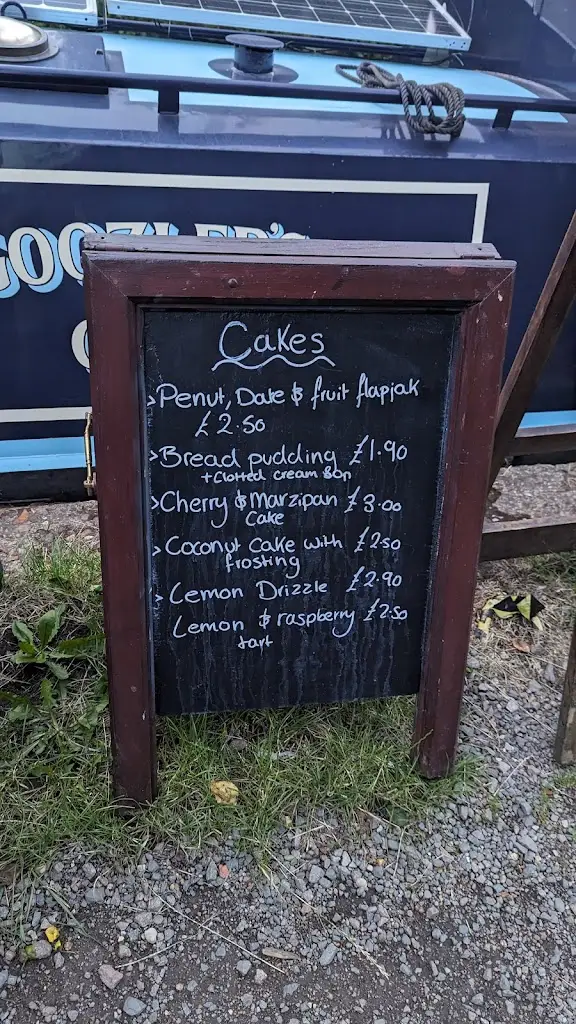 GOOZLER'S
Cakes
>Penut, Date & fruit flapjak
£2.50
>Bread pudding £1.90
+Clotted cream 80p
>Cherry & Marzipan £3.00
Cake
>Coconut Cake with £2.50
frosting
>Lemon Drizzle £2.90
Lemon & raspberry £2.50
tart